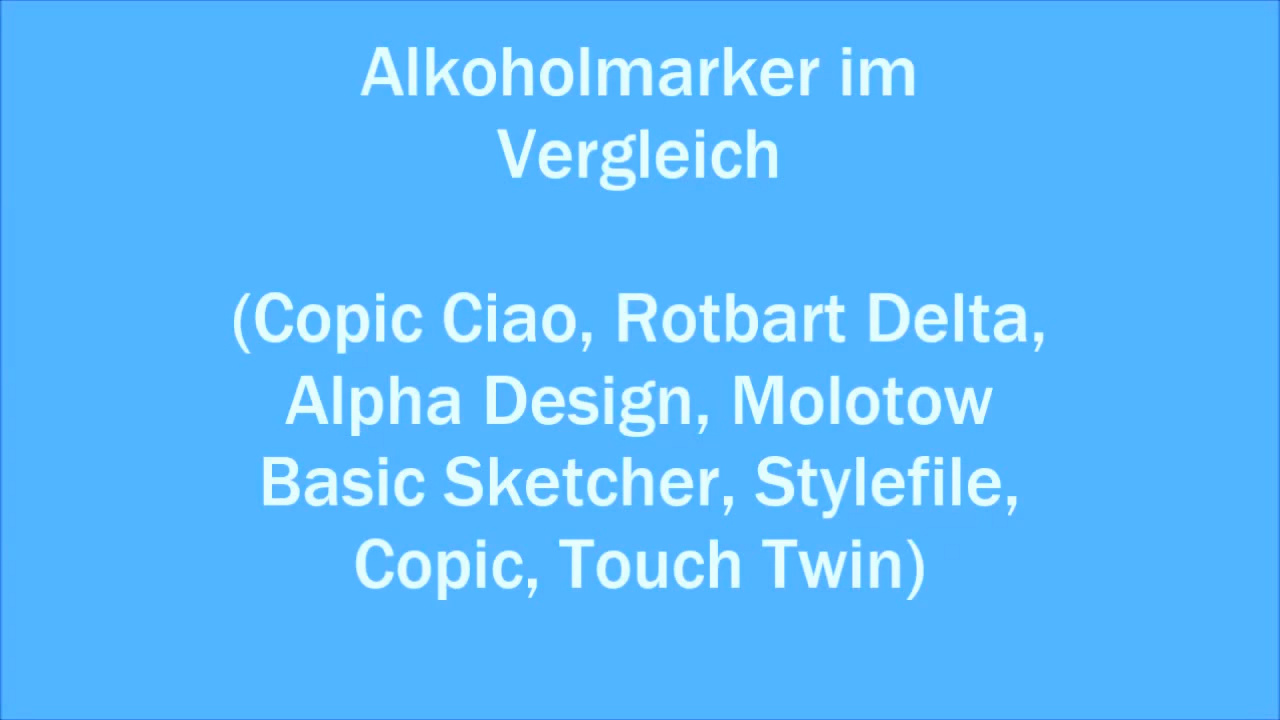 Alkoholmarker im
Vergleich
(Copic Ciao, Rotbart Delta,
Alpha Design, Molotow
Basic Sketcher, Stylefile,
Copic, Touch Twin)